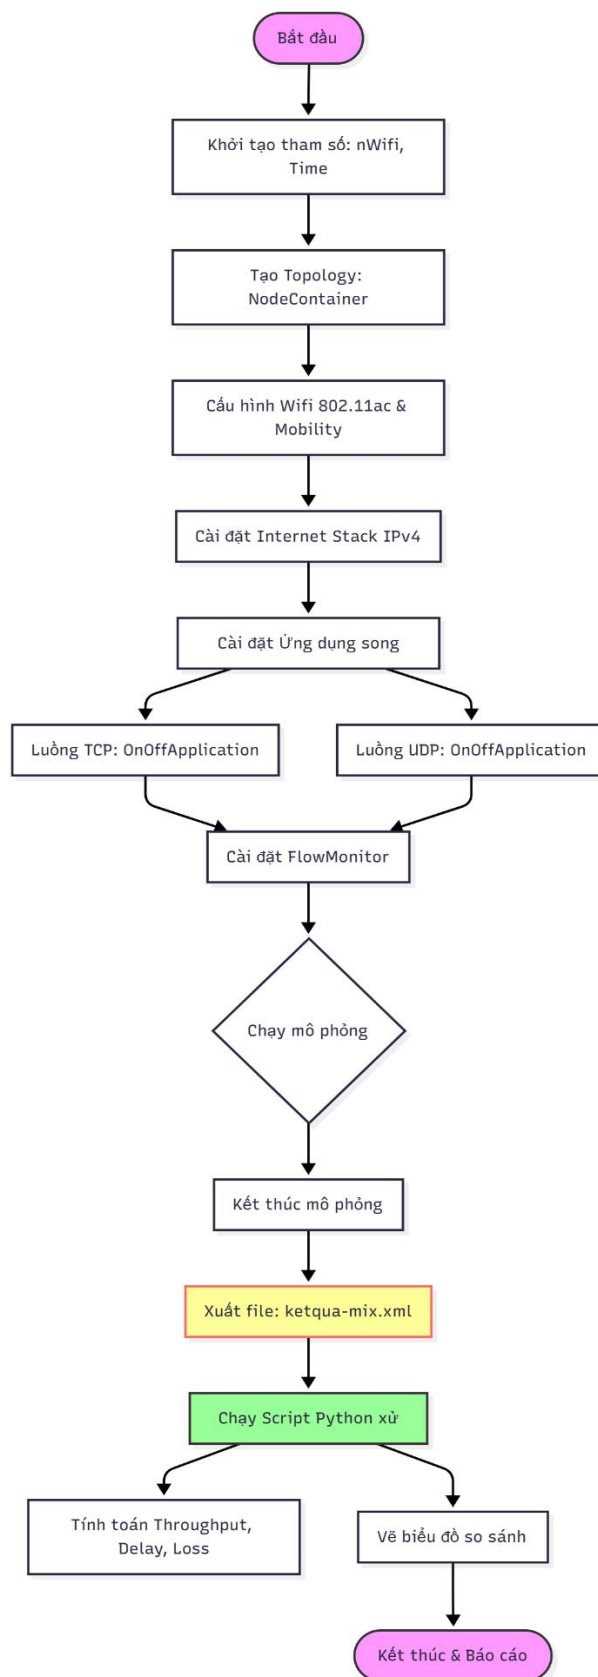 Bắt đầu
Khởi tạo tham số: nWifi,
Time
Tạo Topology:
NodeContainer
Cấu hình Wifi 802.11ac &
Mobility
Cài đặt Internet Stack IPv4
Cài đặt Ứng dụng song
Luồng TCP: OnOffApplication
Luồng UDP: OnOffApplication
Cài đặt FlowMonitor
Chạy mô phỏng
Kết thúc mô phỏng
Xuất file: ketqua-mix.xml
Chạy Script Python xử
Tính toán Throughput,
Delay, Loss
Vẽ biểu đồ so sánh
Kết thúc & Báo cáo